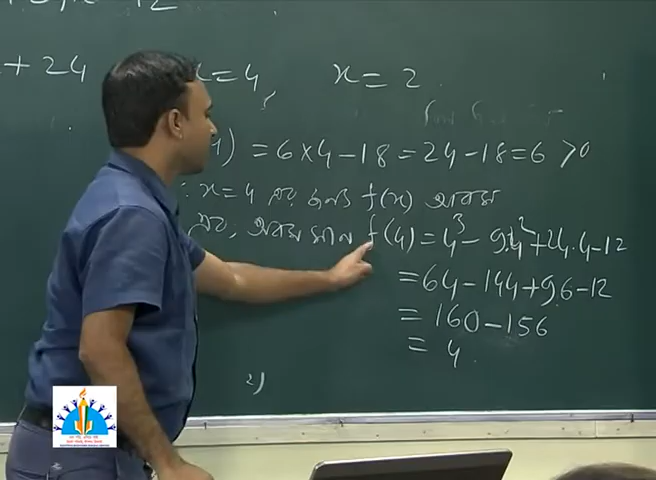 x + 24 x = 4 x = 2
= 6 × 4 - 18 = 24 - 18 = 6 > 0
∴ x = 4 এর জন্য f(x) অবমঃ
এবং, অবমঃ মান f(4) = 4³ - 9.4² + 24.4 - 12
= 64 - 144 + 96 - 12
= 160 - 156
= 4